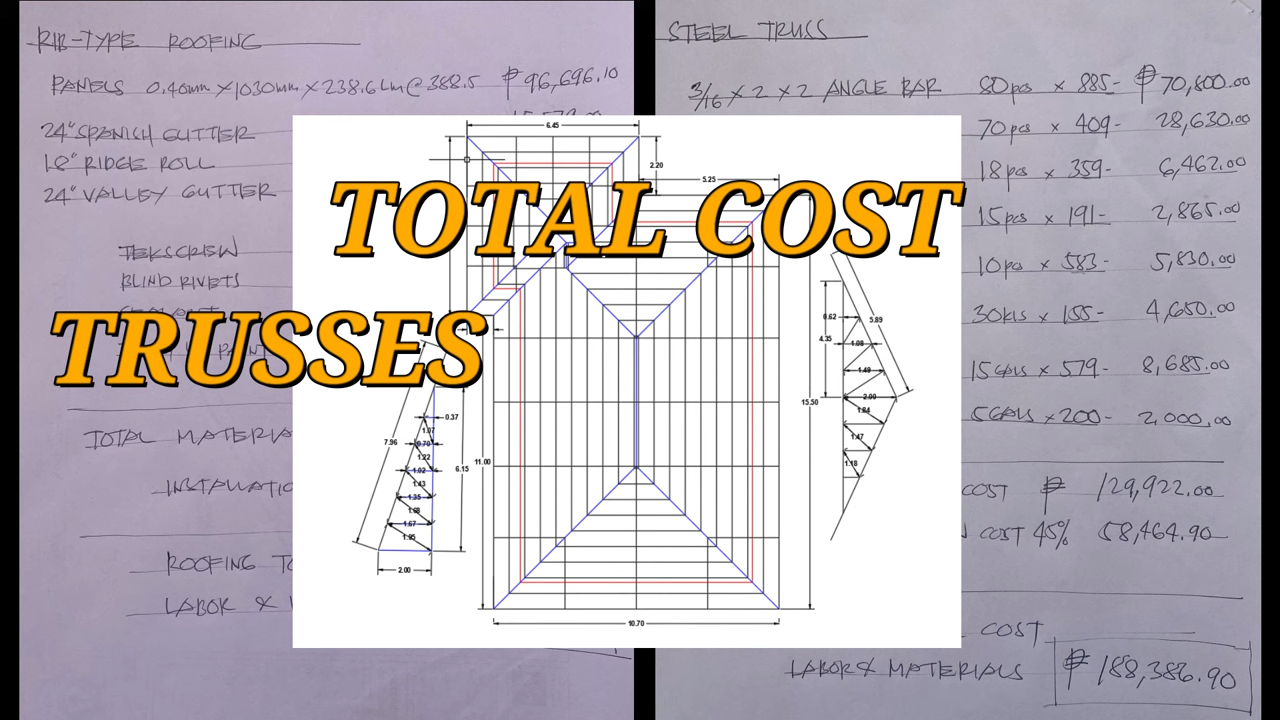 RIB-TYPE ROOFING
PANELS 0.40mm x 1030mm x 238.6 Lm @ 388.5 ₱ 96,696.10
24" SPANISH GUTTER
18" RIDGE ROLL
24" VALLEY GUTTER
TEKSCREW
BLIND RIVETS
TOTAL
ROOFING
LABOR &
STEEL TRUSS
3/16 x 2 x 2 ANGLE BAR 80pcs x 885- ₱ 70,800.00
70pcs x 409- 28,630.00
18pcs x 359- 6,462.00
15pcs x 191- 2,865.00
10pcs x 583- 5,830.00
30kls x 155- 4,650.00
15GALS x 579- 8,685.00
5GALS x 200- 2,000.00
COST ₱ 129,922.00
COST 45% 58,464.90
COST
LABOR & MATERIALS ₱ 188,386.90
TOTAL COST
TRUSSES
6.45
2.20
5.25
15.50
11.00
10.70
7.96
0.37
1.07
0.70
1.22
1.02
1.43
1.35
1.68
1.67
1.95
6.15
2.00
0.62
4.35
5.89
1.08
1.49
2.00
1.84
1.47
1.18